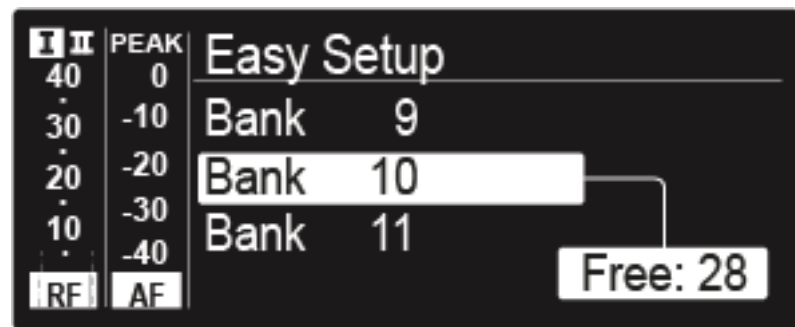 I II PEAK Easy Setup
40 0
30 -10 Bank 9
20 -20 Bank 10
10 -30 Bank 11
-40
RF AF Free: 28